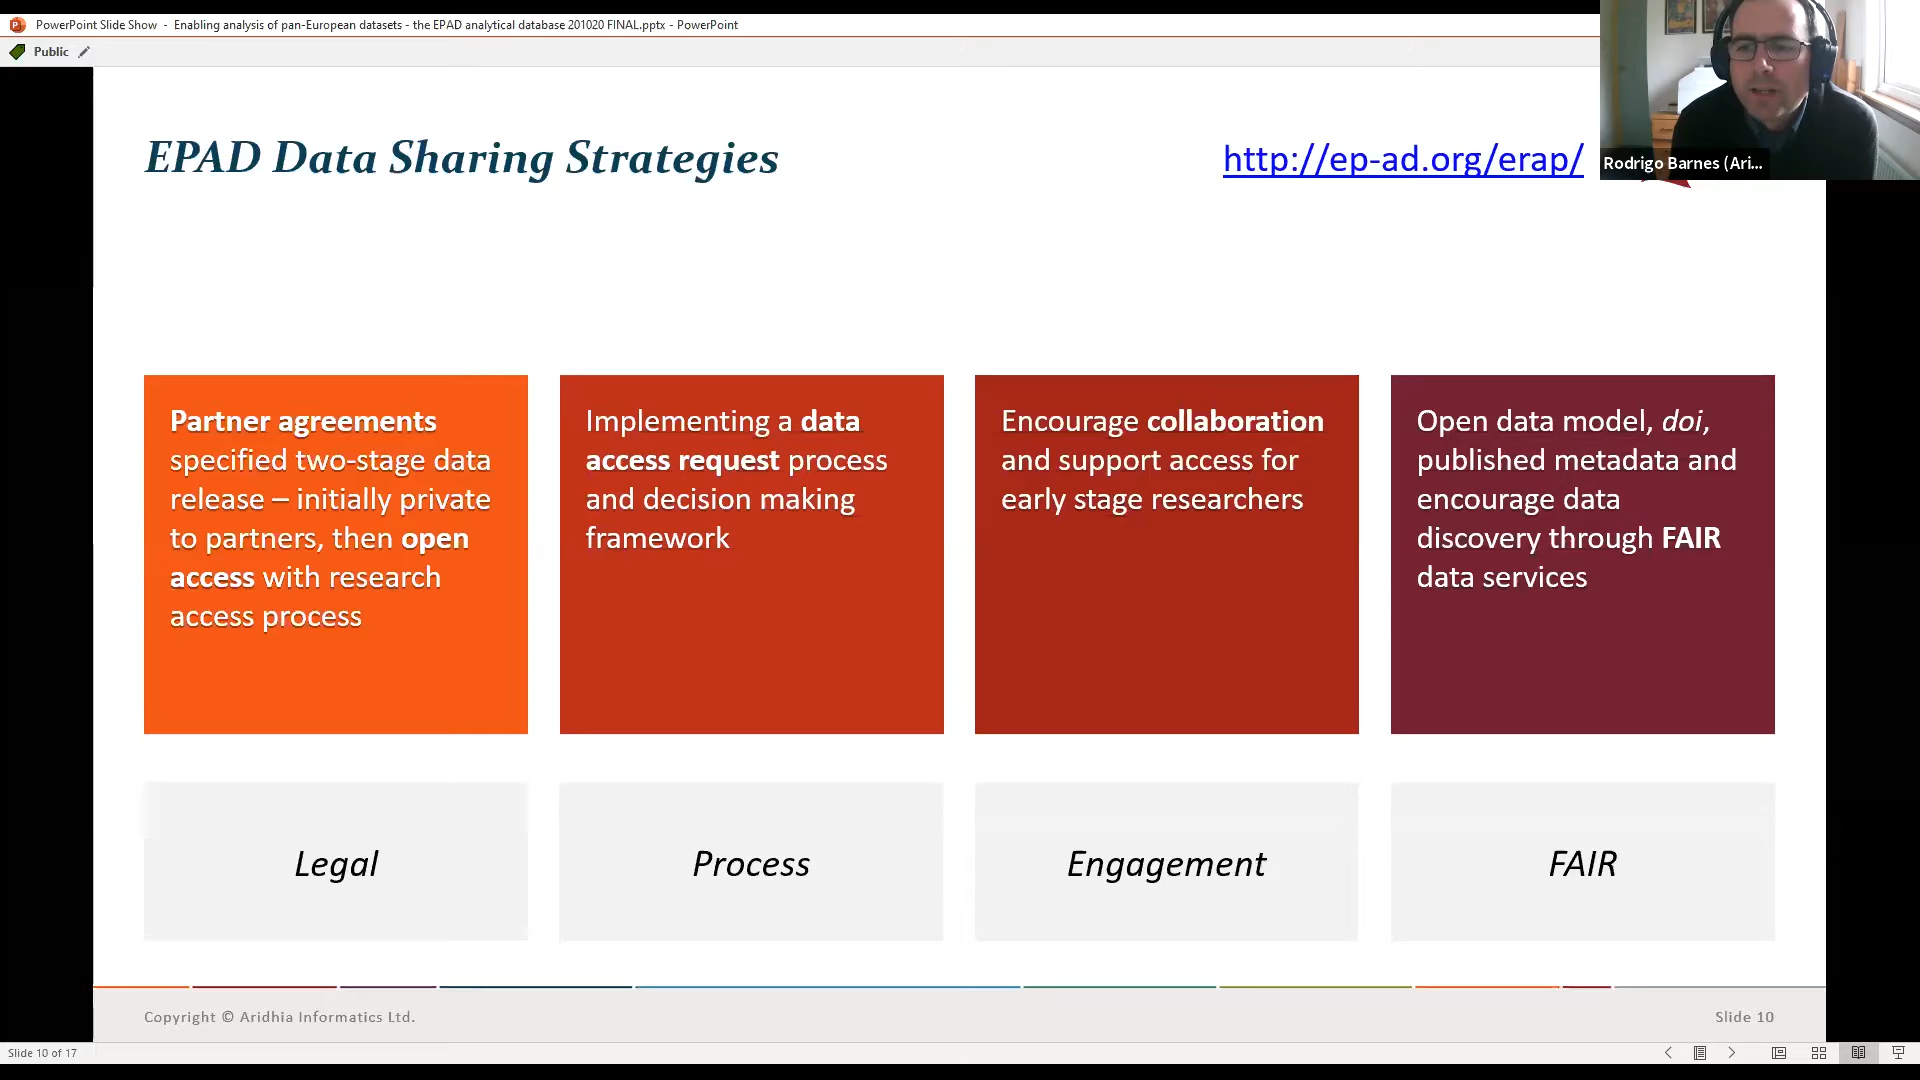 PowerPoint Slide Show - Enabling analysis of pan-European datasets - the EPAD analytical database 201020 FINAL.pptx - PowerPoint
Public
EPAD Data Sharing Strategies
http://ep-ad.org/erap/
Rodrigo Barnes (Ari...
Partner agreements
specified two-stage data
release – initially private
to partners, then open
access with research
access process
Implementing a data
access request process
and decision making
framework
Encourage collaboration
and support access for
early stage researchers
Open data model, doi,
published metadata and
encourage data
discovery through FAIR
data services
Legal
Process
Engagement
FAIR
Copyright © Aridhia Informatics Ltd.
Slide 10
Slide 10 of 17